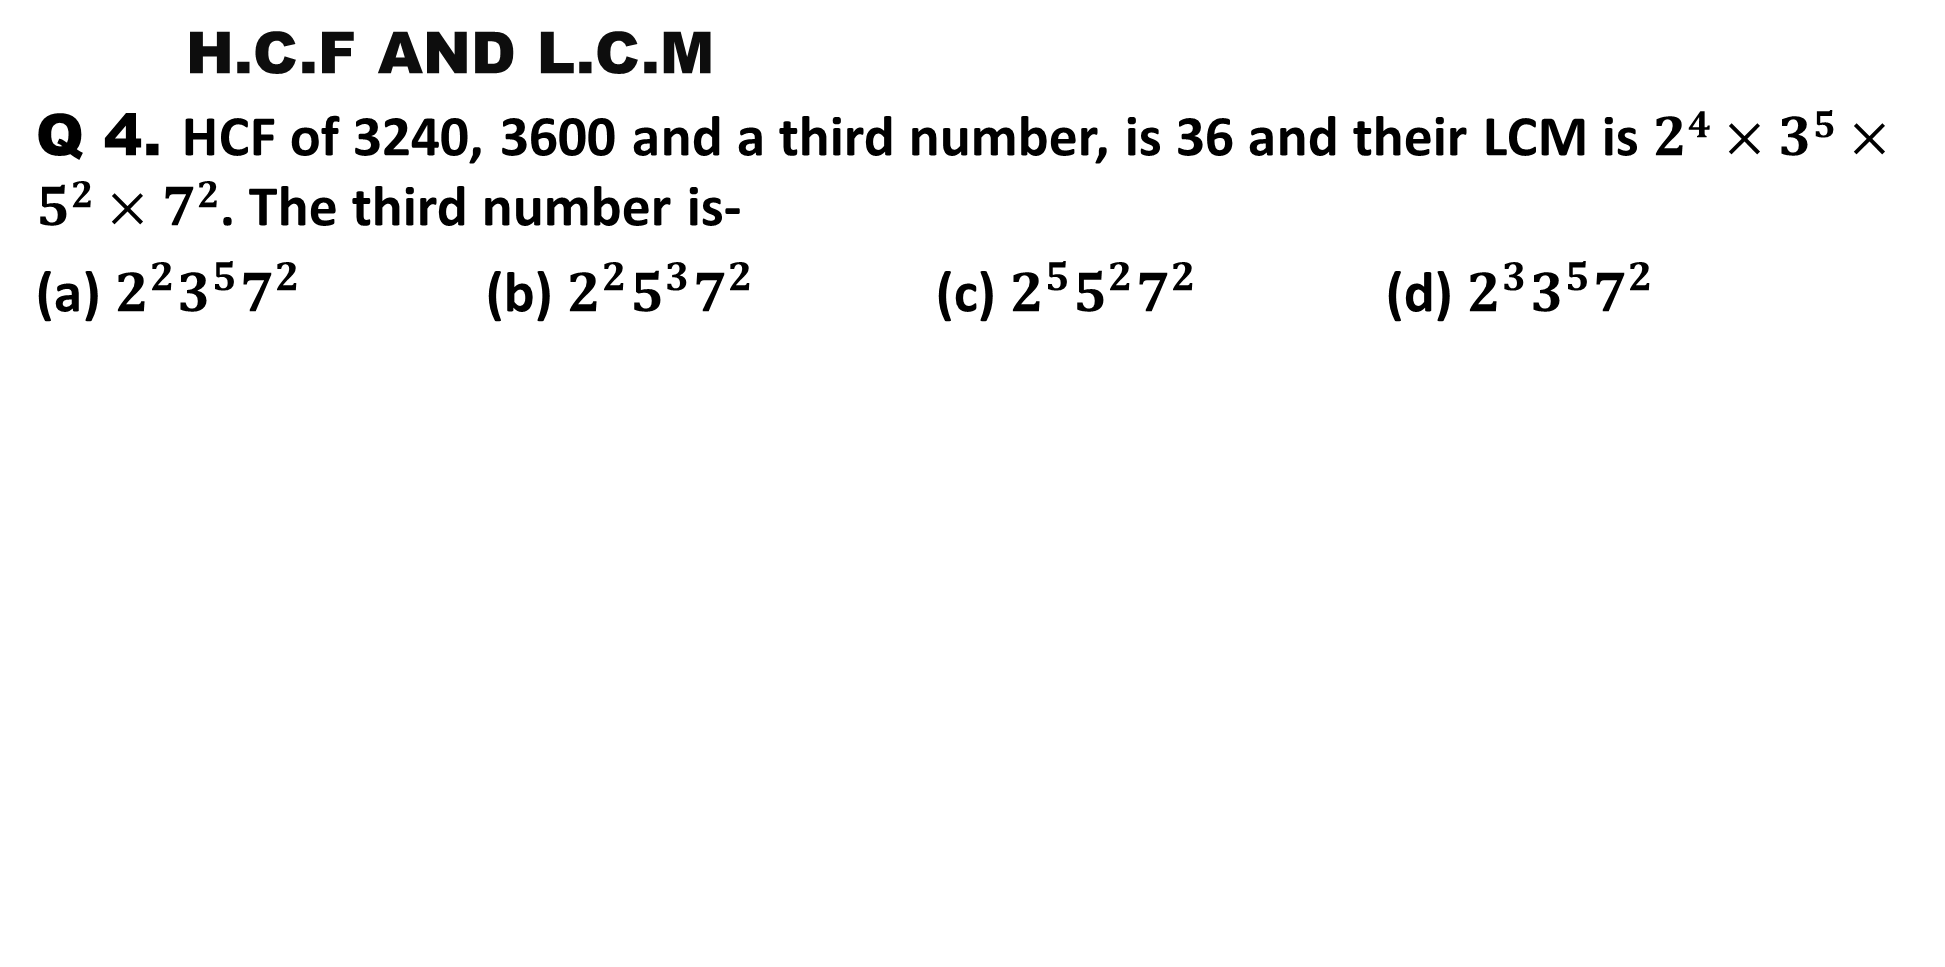 H.C.F AND L.C.M
Q 4. HCF of 3240, 3600 and a third number, is 36 and their LCM is 2⁴ × 3⁵ ×
5² × 7². The third number is-
(a) 2²3⁵7² (b) 2²5³7² (c) 2⁵5²7² (d) 2³3⁵7²